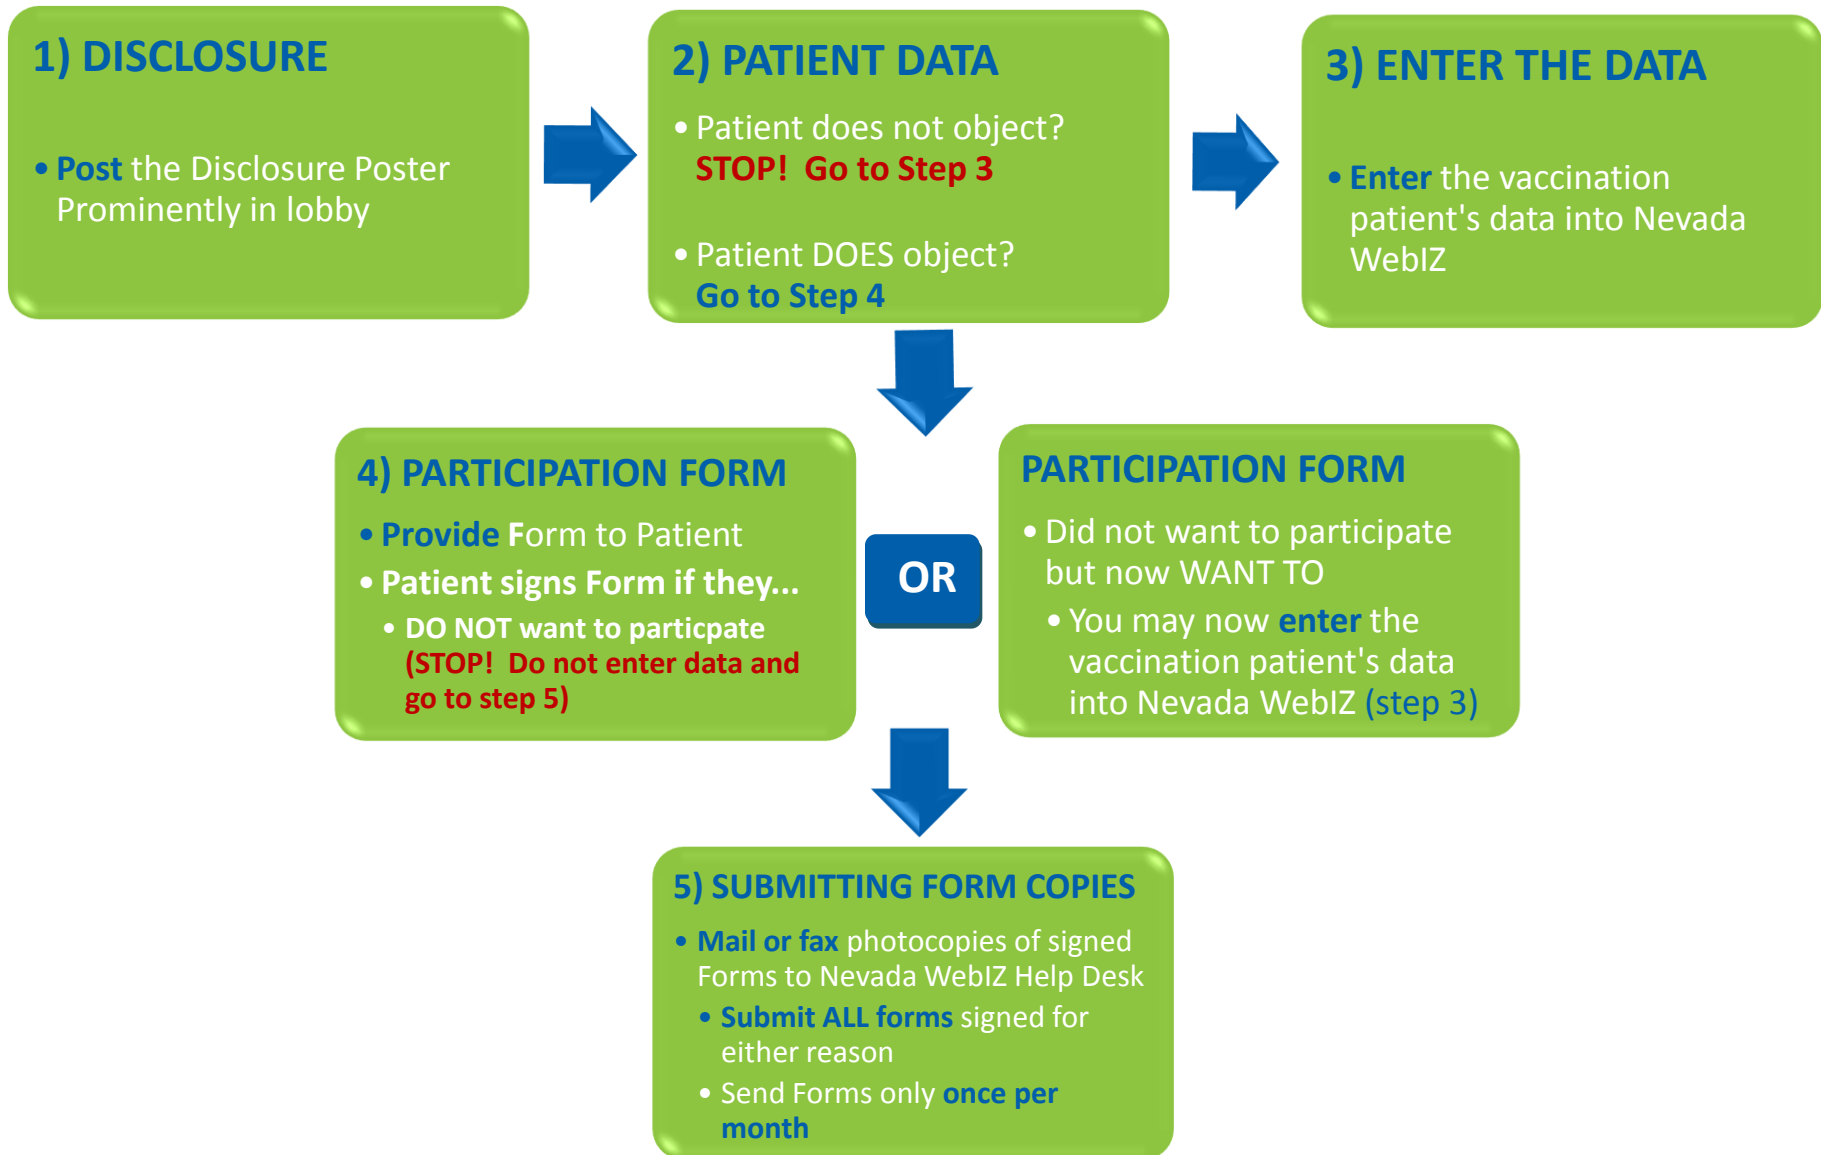 1) DISCLOSURE
• Post the Disclosure Poster
Prominently in lobby
2) PATIENT DATA
• Patient does not object?
STOP!  Go to Step 3
• Patient DOES object?
Go to Step 4
3) ENTER THE DATA
• Enter the vaccination
patient's data into Nevada
WebIZ
4) PARTICIPATION FORM
• Provide Form to Patient
• Patient signs Form if they...
• DO NOT want to particpate
(STOP!  Do not enter data and
go to step 5)
OR
PARTICIPATION FORM
• Did not want to participate
but now WANT TO
• You may now enter the
vaccination patient's data
into Nevada WebIZ (step 3)
5) SUBMITTING FORM COPIES
• Mail or fax photocopies of signed
Forms to Nevada WebIZ Help Desk
• Submit ALL forms signed for
either reason
• Send Forms only once per
month